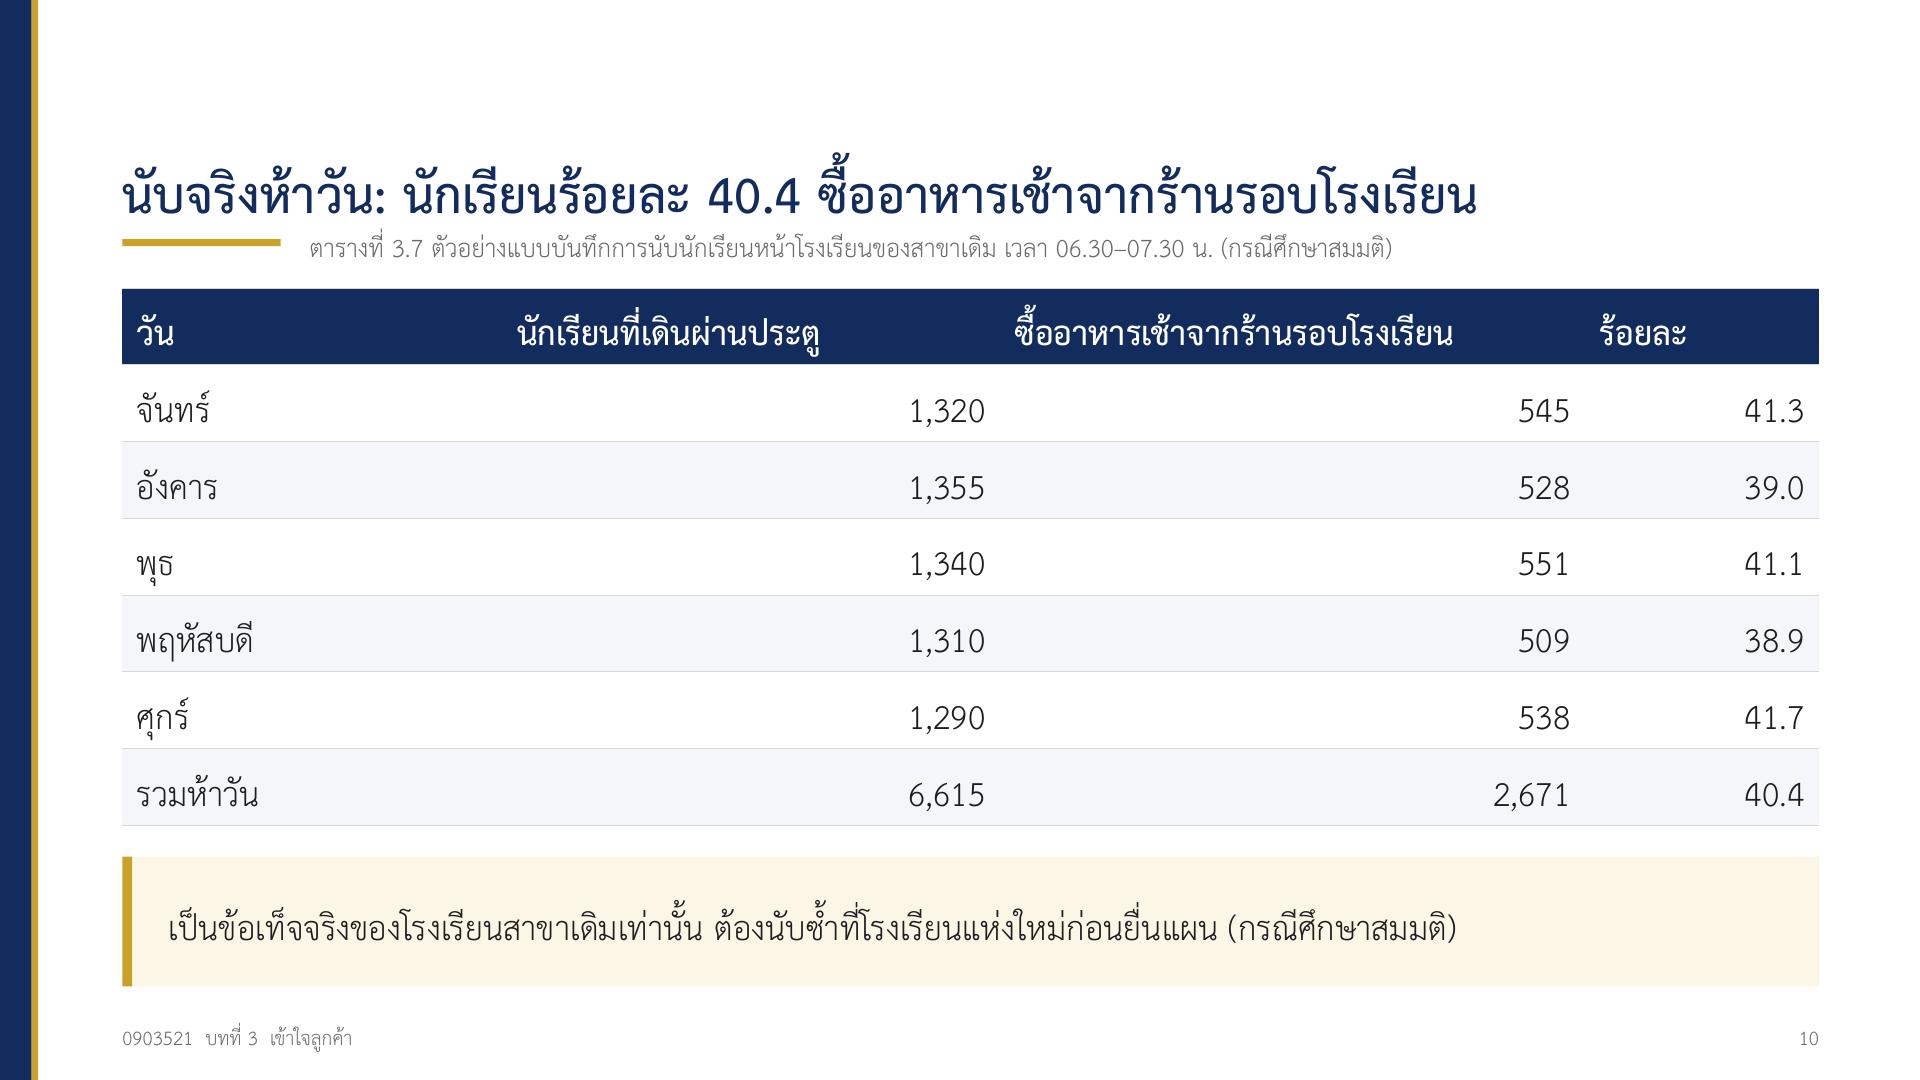 นับจริงห้าวัน: นักเรียนร้อยละ 40.4 ซื้ออาหารเช้าจากร้านรอบโรงเรียน
ตารางที่ 3.7 ตัวอย่างแบบบันทึกการนับนักเรียนหน้าโรงเรียนของสาขาเดิม เวลา 06.30–07.30 น. (กรณีศึกษาสมมติ)
วัน นักเรียนที่เดินผ่านประตู ซื้ออาหารเช้าจากร้านรอบโรงเรียน ร้อยละ
จันทร์ 1,320 545 41.3
อังคาร 1,355 528 39.0
พุธ 1,340 551 41.1
พฤหัสบดี 1,310 509 38.9
ศุกร์ 1,290 538 41.7
รวมห้าวัน 6,615 2,671 40.4
เป็นข้อเท็จจริงของโรงเรียนสาขาเดิมเท่านั้น ต้องนับซ้ำที่โรงเรียนแห่งใหม่ก่อนยื่นแผน (กรณีศึกษาสมมติ)
0903521 บทที่ 3 เข้าใจลูกค้า 10